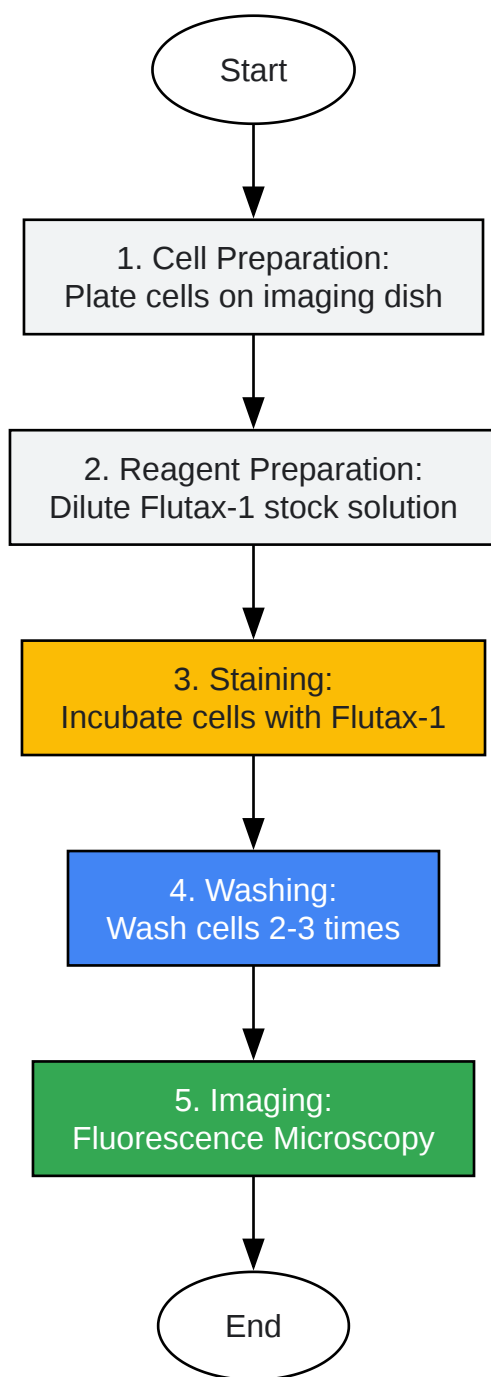 Start
1. Cell Preparation:
Plate cells on imaging dish
2. Reagent Preparation:
Dilute Flutax-1 stock solution
3. Staining:
Incubate cells with Flutax-1
4. Washing:
Wash cells 2-3 times
5. Imaging:
Fluorescence Microscopy
End